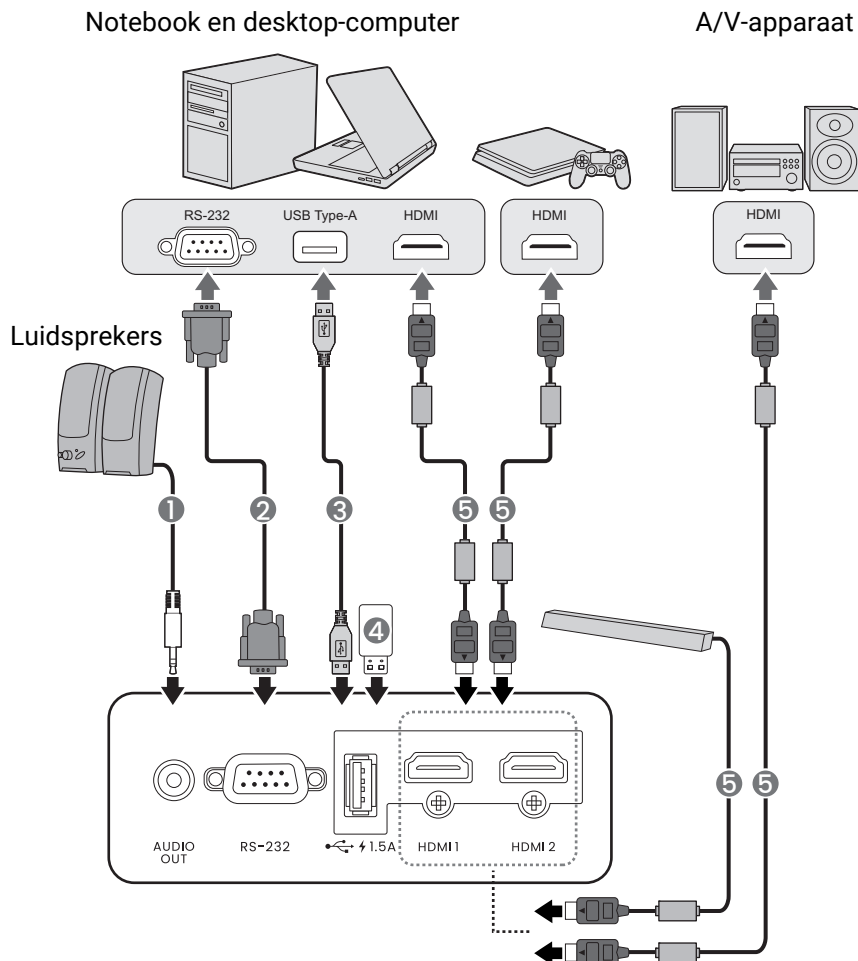 Notebook en desktop-computer
A/V-apparaat
RS-232
USB Type-A
HDMI
HDMI
HDMI
Luidsprekers
1
2
3
5
5
4
5
5
AUDIO
OUT
RS-232
1.5A
HDMI 1
HDMI 2